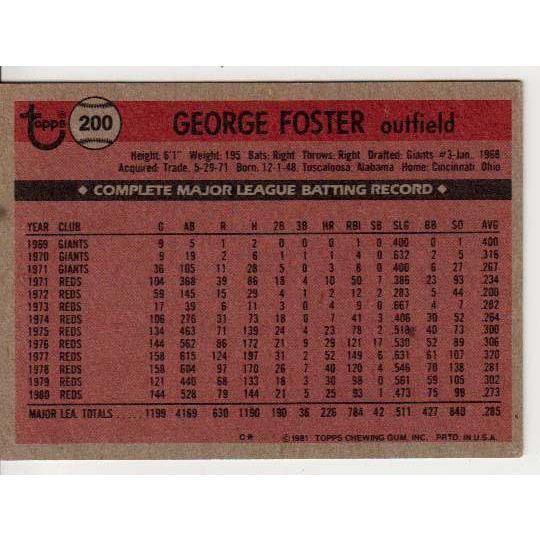 topps® 200 GEORGE FOSTER outfield
Height: 6'1" Weight: 195 Bats: Right Throws: Right Drafted: Giants #3-Jan., 1968
Acquired: Trade, 5-29-71 Born: 12-1-48, Tuscaloosa, Alabama Home: Cincinnati, Ohio
COMPLETE MAJOR LEAGUE BATTING RECORD
YEAR CLUB G AB R H 2B 3B HR RBI SB SLG BB SO AVG
1969 GIANTS 9 5 1 2 0 0 0 1 0 .400 0 1 .400
1970 GIANTS 9 19 2 6 1 1 1 4 0 .632 2 5 .316
1971 GIANTS 36 105 11 28 5 0 3 8 0 .400 6 27 .267
1971 REDS 104 368 39 86 18 4 10 50 7 .386 23 93 .234
1972 REDS 59 145 15 29 4 1 2 12 2 .283 5 44 .200
1973 REDS 17 39 6 11 3 0 4 9 0 .667 4 7 .282
1974 REDS 106 276 31 73 18 0 7 41 3 .406 30 52 .264
1975 REDS 134 463 71 139 24 4 23 78 2 .518 40 73 .300
1976 REDS 144 562 86 172 21 9 29 121 17 .530 52 89 .306
1977 REDS 158 615 124 197 31 2 52 149 6 .631 61 107 .320
1978 REDS 158 604 97 170 26 7 40 120 4 .546 70 138 .281
1979 REDS 121 440 68 133 18 3 30 98 0 .561 59 105 .302
1980 REDS 144 528 79 144 21 5 25 93 1 .473 75 99 .273
MAJOR LEA. TOTALS 1199 4169 630 1190 190 36 226 784 42 .511 427 840 .285
C* © 1981 TOPPS CHEWING GUM, INC. PRTD. IN U.S.A.